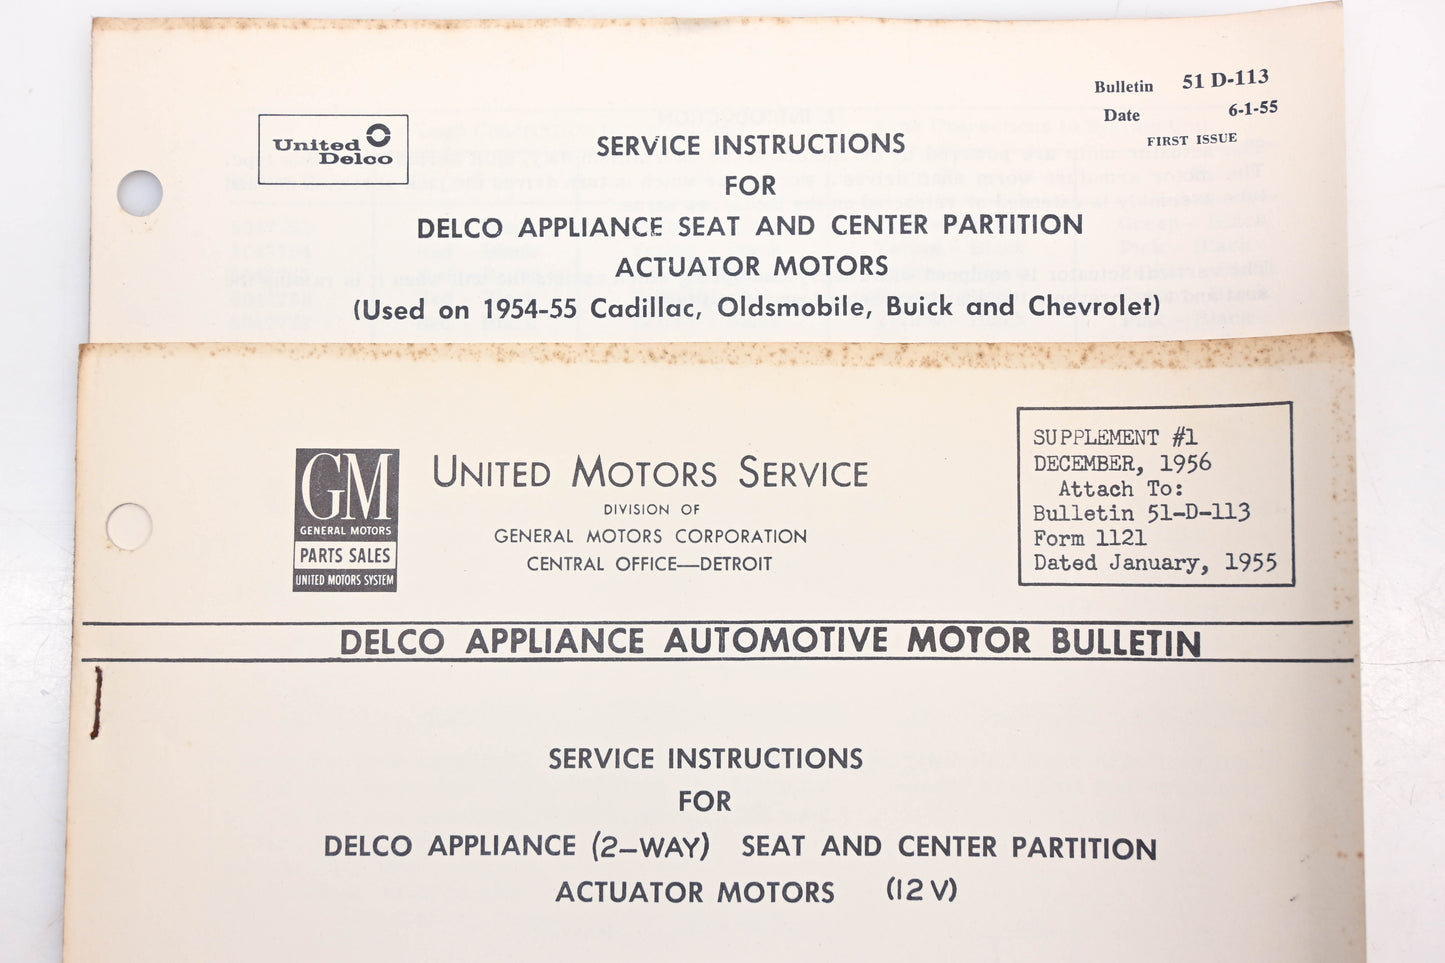 United
Delco
Bulletin 51 D-113
Date 6-1-55
FIRST ISSUE
SERVICE INSTRUCTIONS
FOR
DELCO APPLIANCE SEAT AND CENTER PARTITION
ACTUATOR MOTORS
(Used on 1954-55 Cadillac, Oldsmobile, Buick and Chevrolet)
GM
GENERAL MOTORS
PARTS SALES
UNITED MOTORS SYSTEM
UNITED MOTORS SERVICE
DIVISION OF
GENERAL MOTORS CORPORATION
CENTRAL OFFICE—DETROIT
SUPPLEMENT #1
DECEMBER, 1956
Attach To:
Bulletin 51-D-113
Form 1121
Dated January, 1955
DELCO APPLIANCE AUTOMOTIVE MOTOR BULLETIN
SERVICE INSTRUCTIONS
FOR
DELCO APPLIANCE (2-WAY) SEAT AND CENTER PARTITION
ACTUATOR MOTORS (12 V)